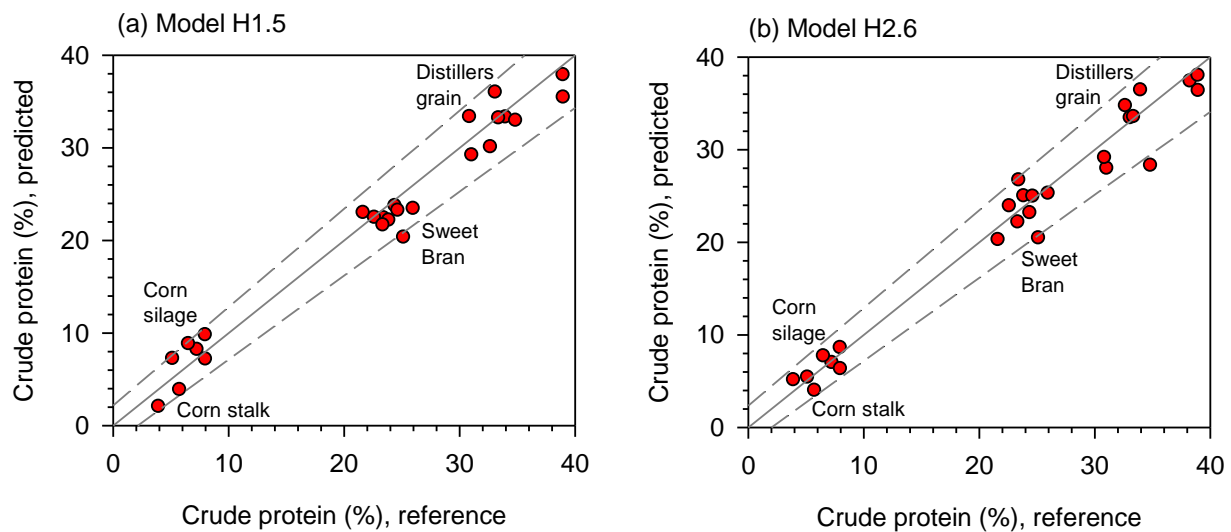 (a) Model H1.5
Crude protein (%), predicted
40
30
20
10
0
Distillers
grain
Sweet
Bran
Corn
silage
Corn stalk
0 10 20 30 40
Crude protein (%), reference
(b) Model H2.6
Crude protein (%), predicted
40
30
20
10
0
Distillers
grain
Sweet
Bran
Corn
silage
Corn stalk
0 10 20 30 40
Crude protein (%), reference